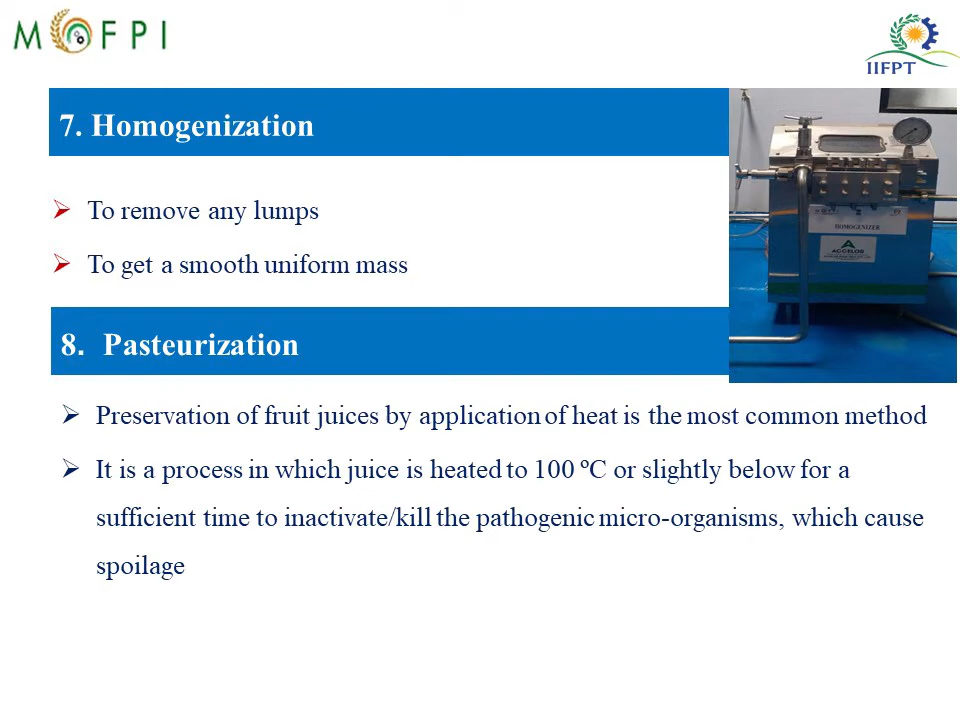 MOFPI
IIFPT
7. Homogenization
To remove any lumps
To get a smooth uniform mass
HOMOGENIZER
ACCELOR
8. Pasteurization
Preservation of fruit juices by application of heat is the most common method
It is a process in which juice is heated to 100 ºC or slightly below for a
sufficient time to inactivate/kill the pathogenic micro-organisms, which cause
spoilage